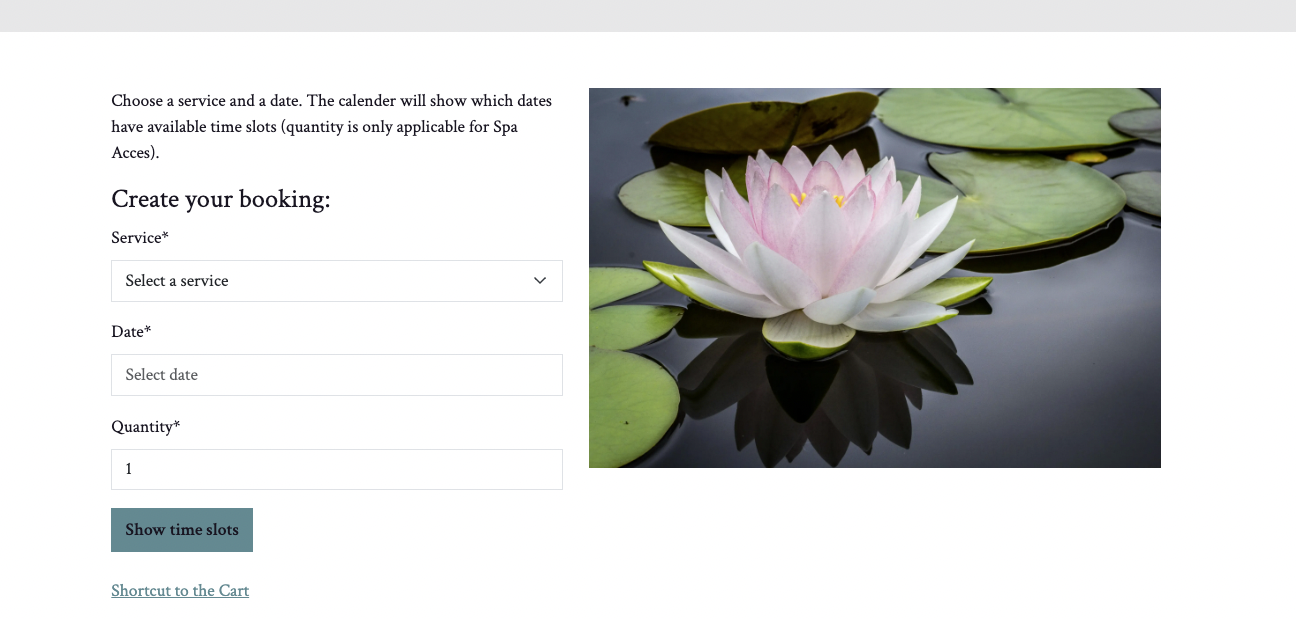 Choose a service and a date. The calender will show which dates
have available time slots (quantity is only applicable for Spa
Acces).
Create your booking:
Service*
Select a service
Date*
Select date
Quantity*
1
Show time slots
Shortcut to the Cart